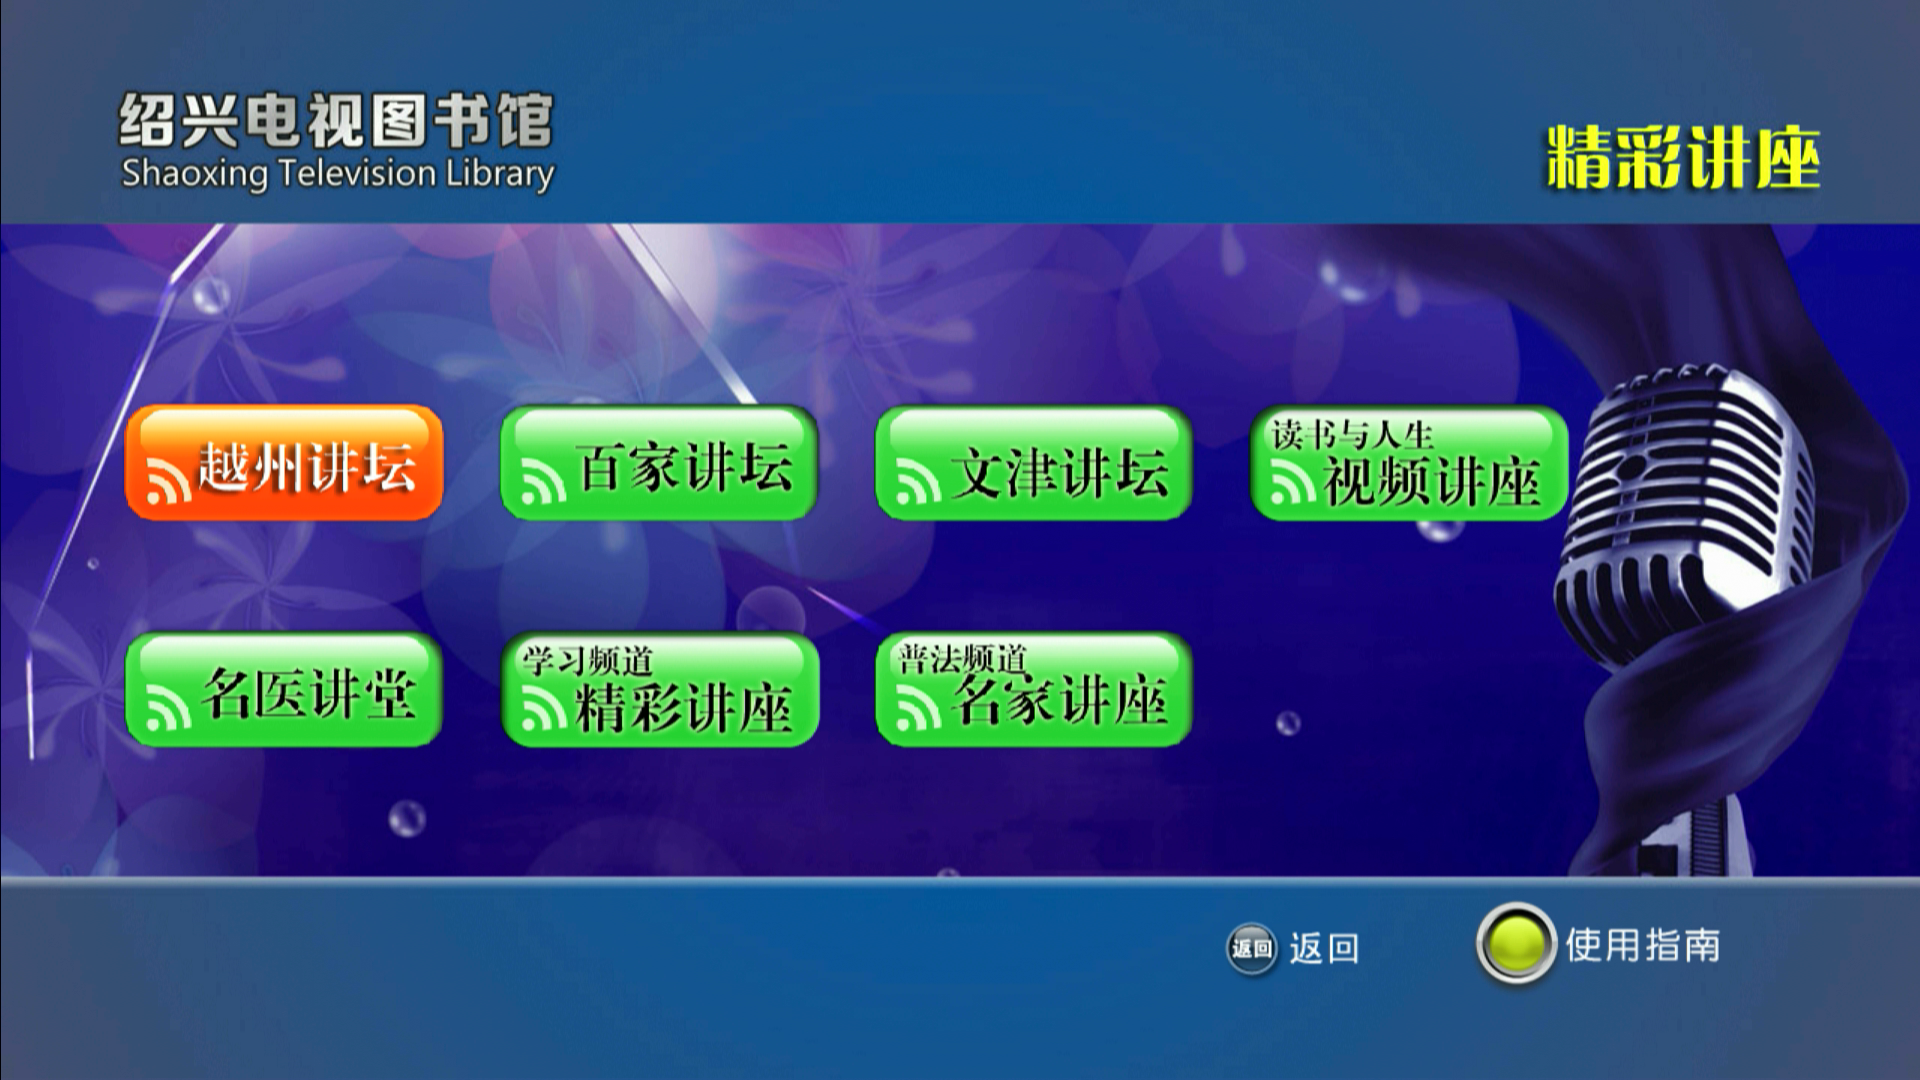 绍兴电视图书馆
Shaoxing Television Library
精彩讲座
越州讲坛
百家讲坛
文津讲坛
读书与人生
视频讲座
名医讲堂
学习频道
精彩讲座
普法频道
名家讲座
返回 返回
使用指南